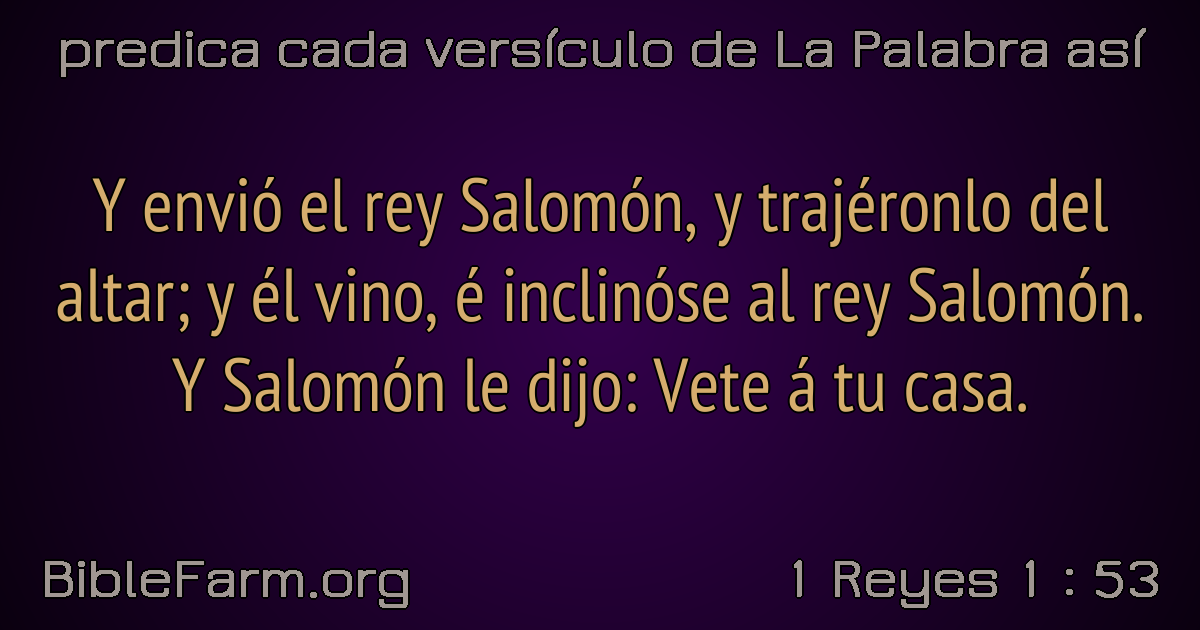 predica cada versículo de La Palabra así
Y envió el rey Salomón, y trajéronlo del
altar; y él vino, é inclinóse al rey Salomón.
Y Salomón le dijo: Vete á tu casa.
BibleFarm.org
1 Reyes 1 : 53